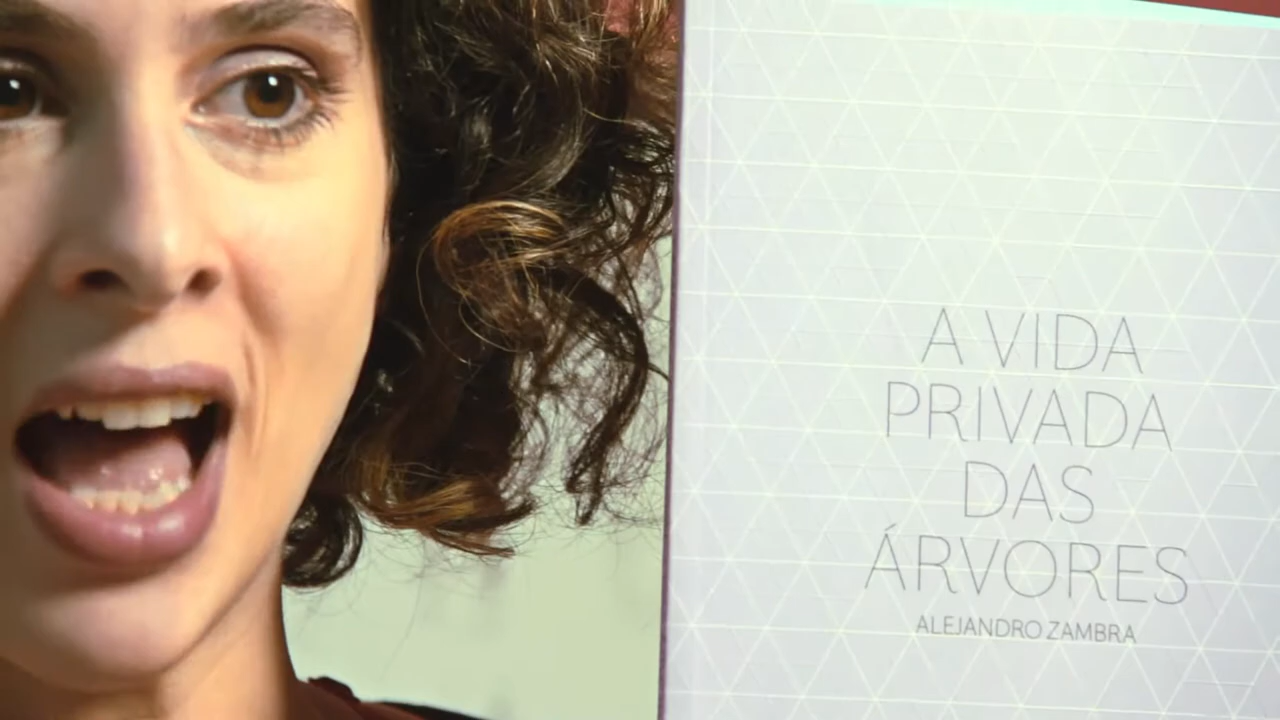 A VIDA
PRIVADA
DAS
ÁRVORES
ALEJANDRO ZAMBRA